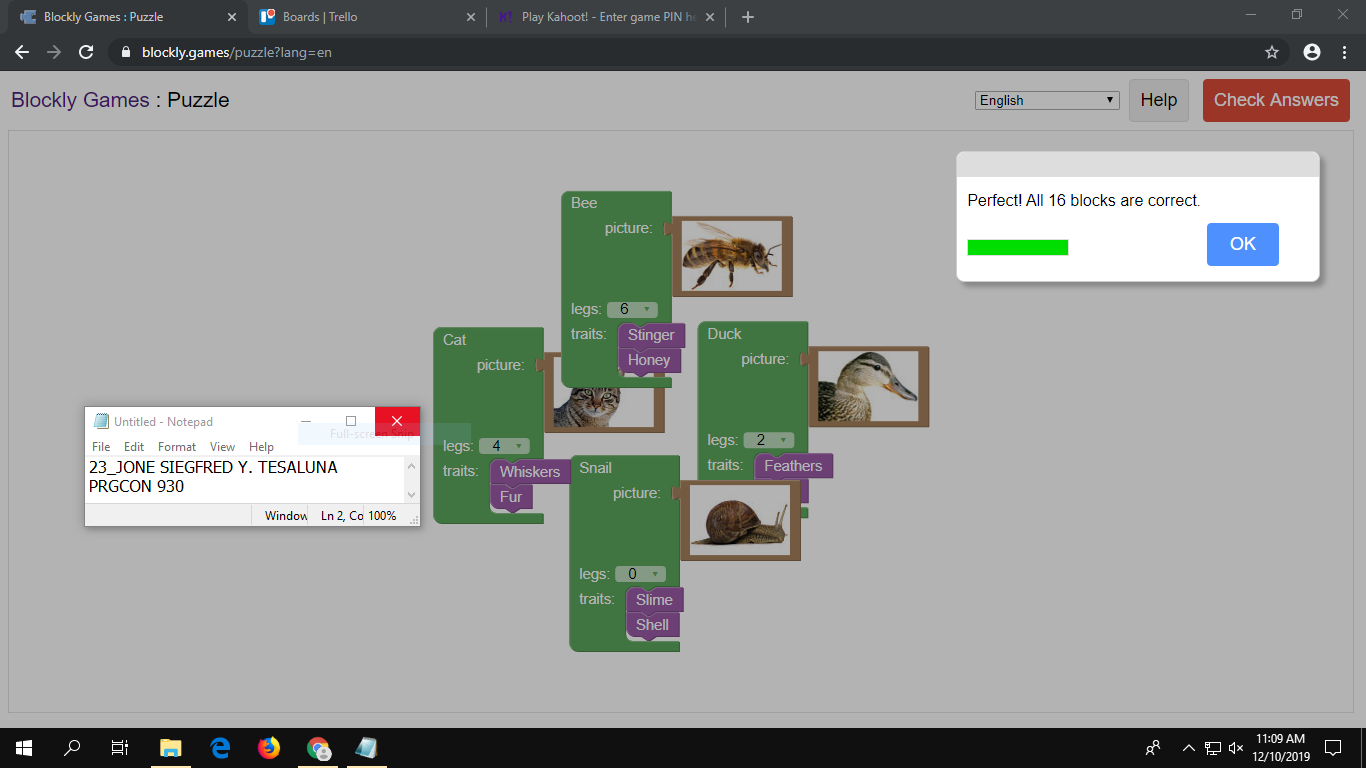 Blockly Games : Puzzle
Boards | Trello
Play Kahoot! - Enter game PIN he
blockly.games/puzzle?lang=en
Blockly Games : Puzzle
English
Help
Check Answers
Perfect! All 16 blocks are correct.
OK
Bee
picture:
legs: 6
traits: Stinger
Honey
Cat
picture:
legs: 4
traits: Whiskers
Fur
Duck
picture:
legs: 2
traits: Feathers
Snail
picture:
legs: 0
traits: Slime
Shell
Untitled - Notepad
Full-screen Snip
File Edit Format View Help
23_JONE SIEGFRED Y. TESALUNA
PRGCON 930
Window Ln 2, Co 100%
11:09 AM
12/10/2019